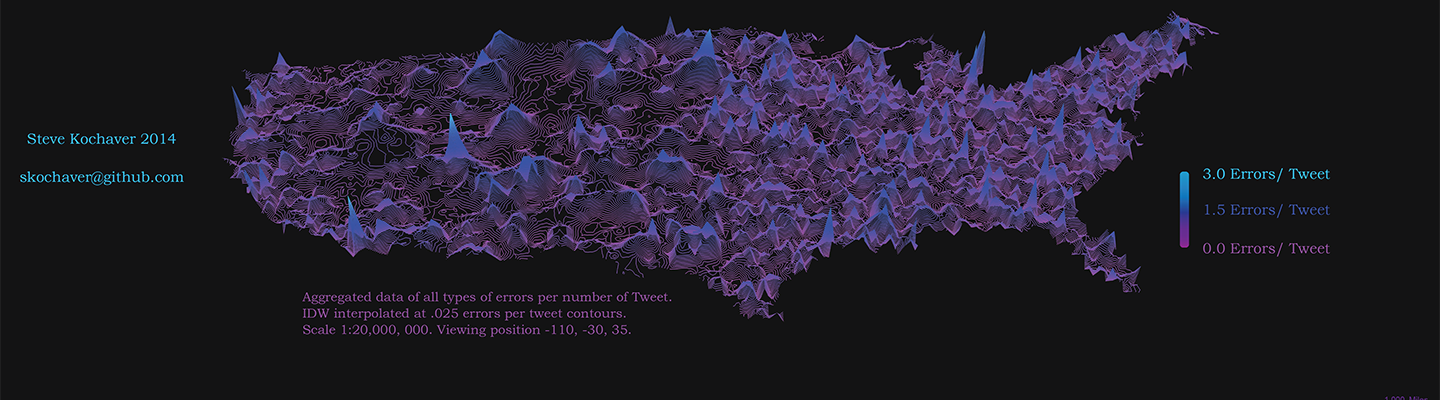 Steve Kochaver 2014
skochaver@github.com
3.0 Errors/ Tweet
1.5 Errors/ Tweet
0.0 Errors/ Tweet
Aggregated data of all types of errors per number of Tweet.
IDW interpolated at .025 errors per tweet contours.
Scale 1:20,000, 000. Viewing position -110, -30, 35.